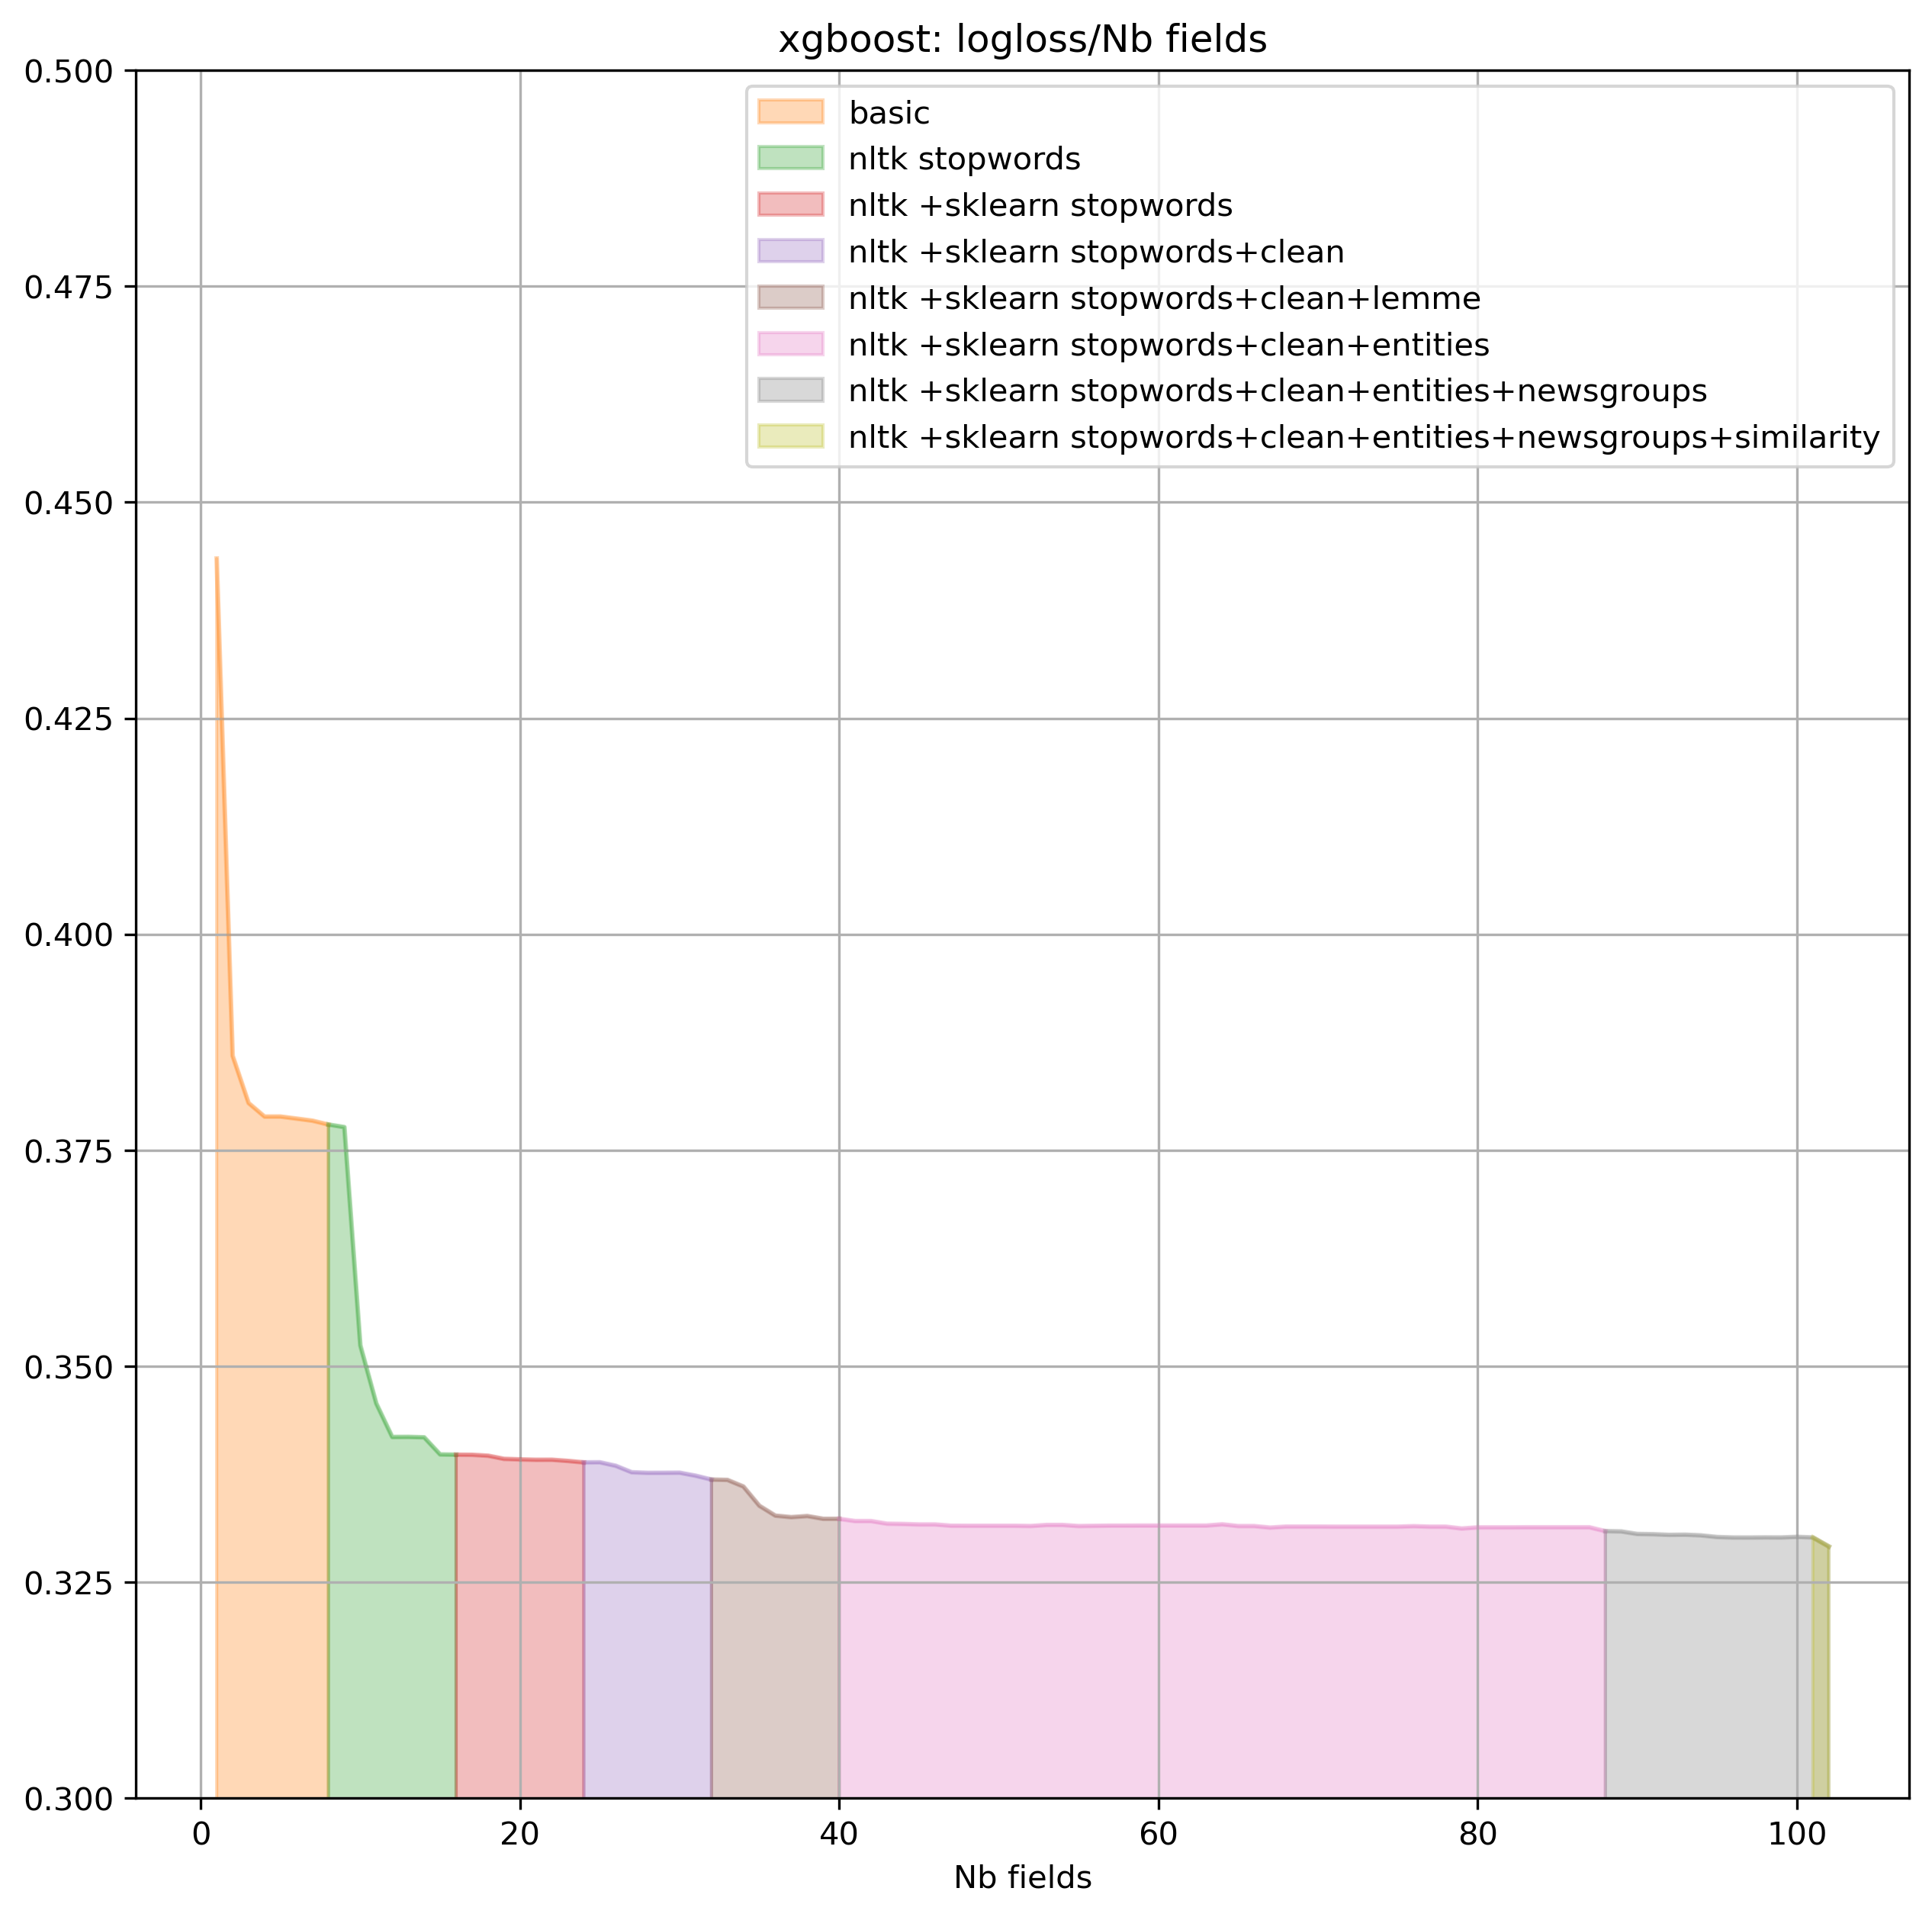 xgboost: logloss/Nb fields
0.500
0.475
0.450
0.425
0.400
0.375
0.350
0.325
0.300
basic
nltk stopwords
nltk +sklearn stopwords
nltk +sklearn stopwords+clean
nltk +sklearn stopwords+clean+lemme
nltk +sklearn stopwords+clean+entities
nltk +sklearn stopwords+clean+entities+newsgroups
nltk +sklearn stopwords+clean+entities+newsgroups+similarity
0 20 40 60 80 100
Nb fields